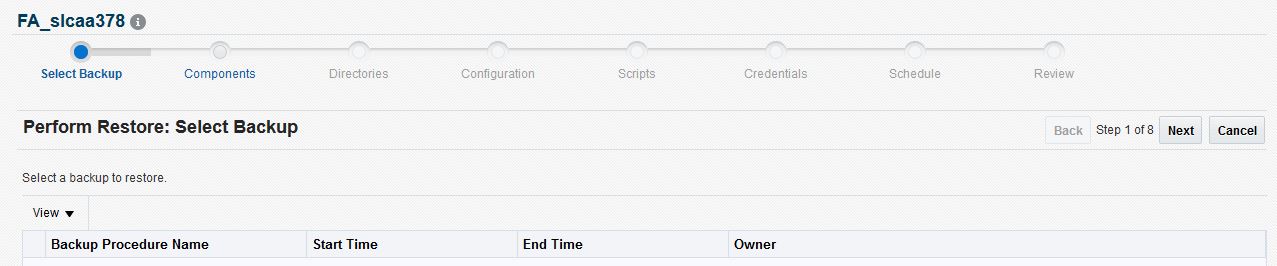 FA_slcaa378
Select Backup Components Directories Configuration Scripts Credentials Schedule Review
Perform Restore: Select Backup
Back Step 1 of 8 Next Cancel
Select a backup to restore.
View
Backup Procedure Name Start Time End Time Owner